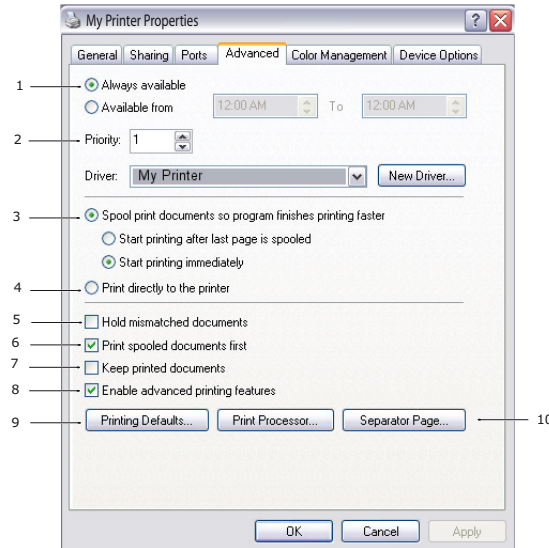 My Printer Properties ?
General Sharing Ports Advanced Color Management Device Options
1 Always available
Available from 12:00 AM To 12:00 AM
2 Priority: 1
Driver: My Printer New Driver...
3 Spool print documents so program finishes printing faster
Start printing after last page is spooled
Start printing immediately
4 Print directly to the printer
5 Hold mismatched documents
6 Print spooled documents first
7 Keep printed documents
8 Enable advanced printing features
9 Printing Defaults... Print Processor... Separator Page... 10
OK Cancel Apply